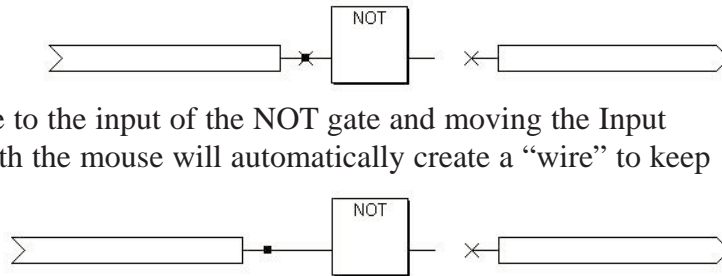 NOT
e to the input of the NOT gate and moving the Input
th the mouse will automatically create a “wire” to keep
NOT